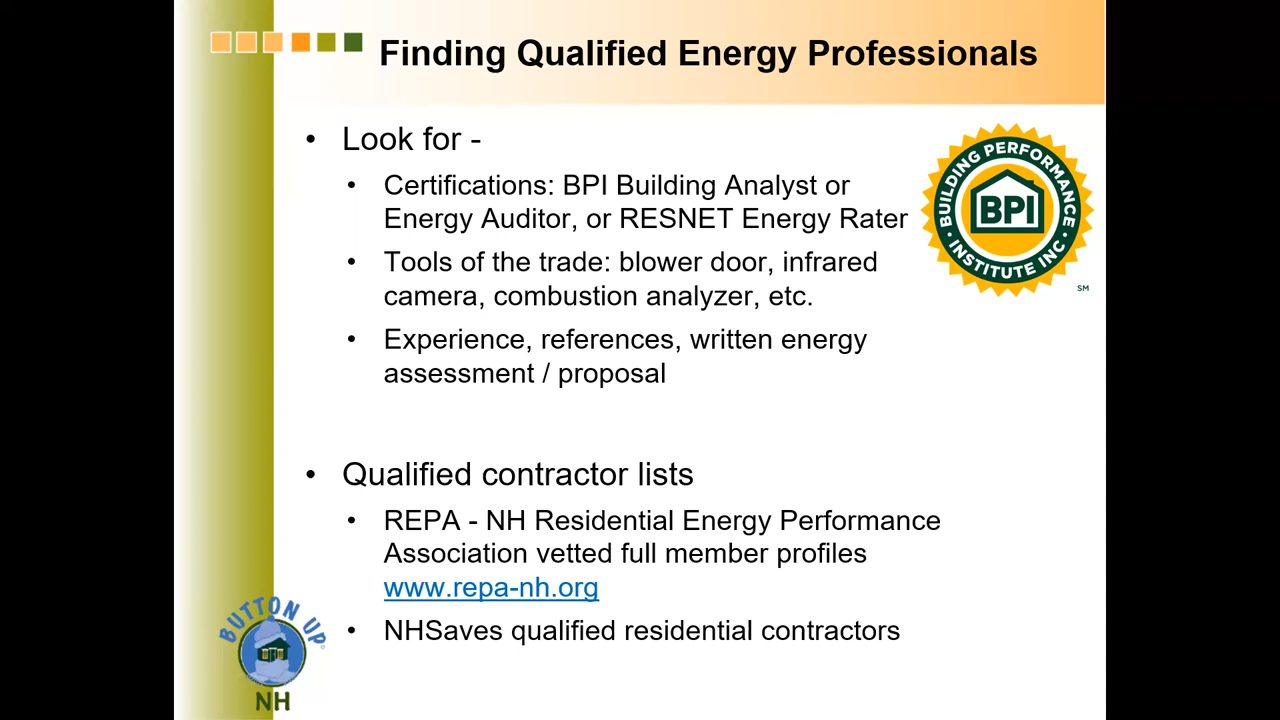 Finding Qualified Energy Professionals
• Look for -
• Certifications: BPI Building Analyst or
Energy Auditor, or RESNET Energy Rater
• Tools of the trade: blower door, infrared
camera, combustion analyzer, etc.
• Experience, references, written energy
assessment / proposal
BUILDING PERFORMANCE
BPI
• INSTITUTE INC •
SM
• Qualified contractor lists
• REPA - NH Residential Energy Performance
Association vetted full member profiles
www.repa-nh.org
• NHSaves qualified residential contractors
BUTTON UP
NH